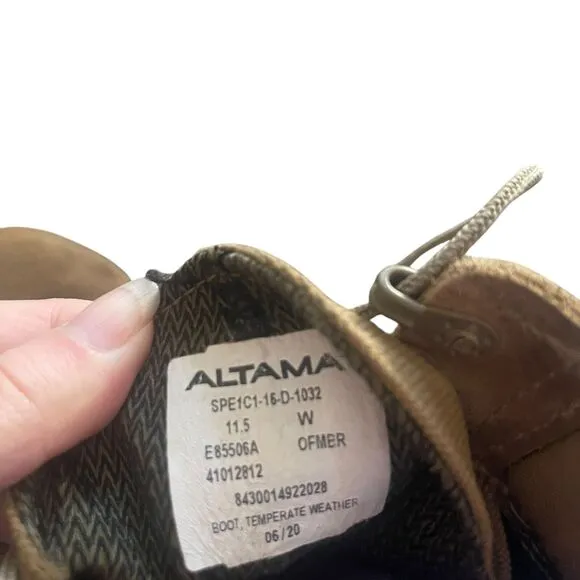 ALTAMA
SPE1C1-16-D-1032
11.5 W
E85506A OFMER
41012812
8430014922028
BOOT, TEMPERATE WEATHER
06/20